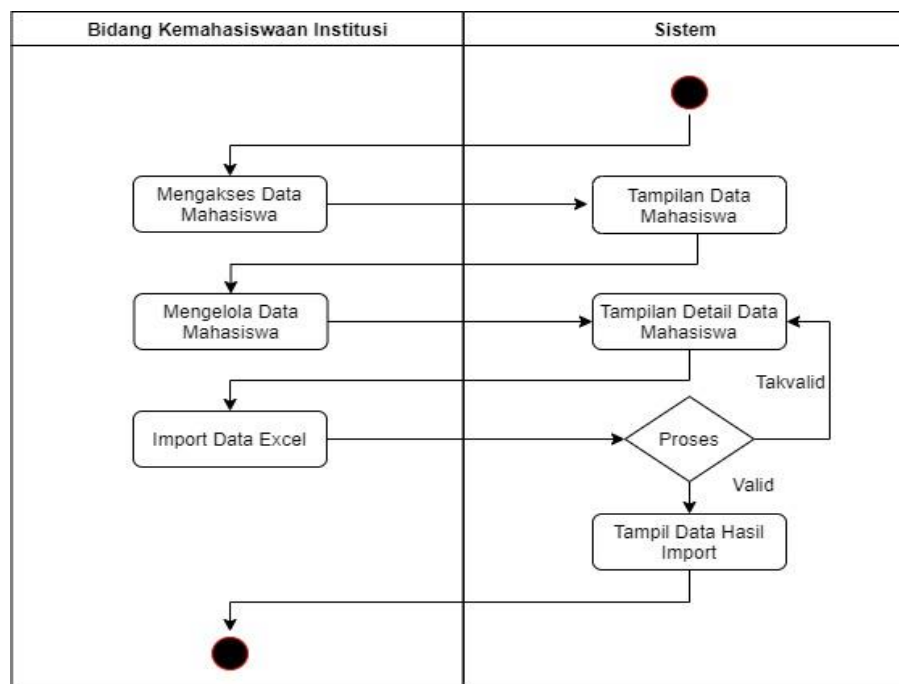 Bidang Kemahasiswaan Institusi
Sistem
Mengakses Data
Mahasiswa
Tampilan Data
Mahasiswa
Mengelola Data
Mahasiswa
Tampilan Detail Data
Mahasiswa
Takvalid
Import Data Excel
Proses
Valid
Tampil Data Hasil
Import